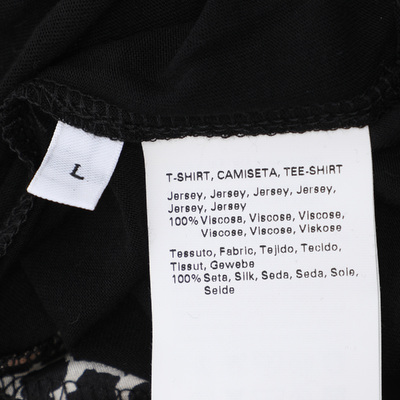 L
T-SHIRT, CAMISETA, TEE-SHIRT
Jersey, Jersey, Jersey, Jersey,
Jersey, Jersey
100% Viscosa, Viscose, Viscose,
Viscose, Viscose, Viskose
Tessuto, Fabric, Tejido, Tecido,
Tissut, Gewebe
100% Seta, Silk, Seda, Seda, Soie,
Seide